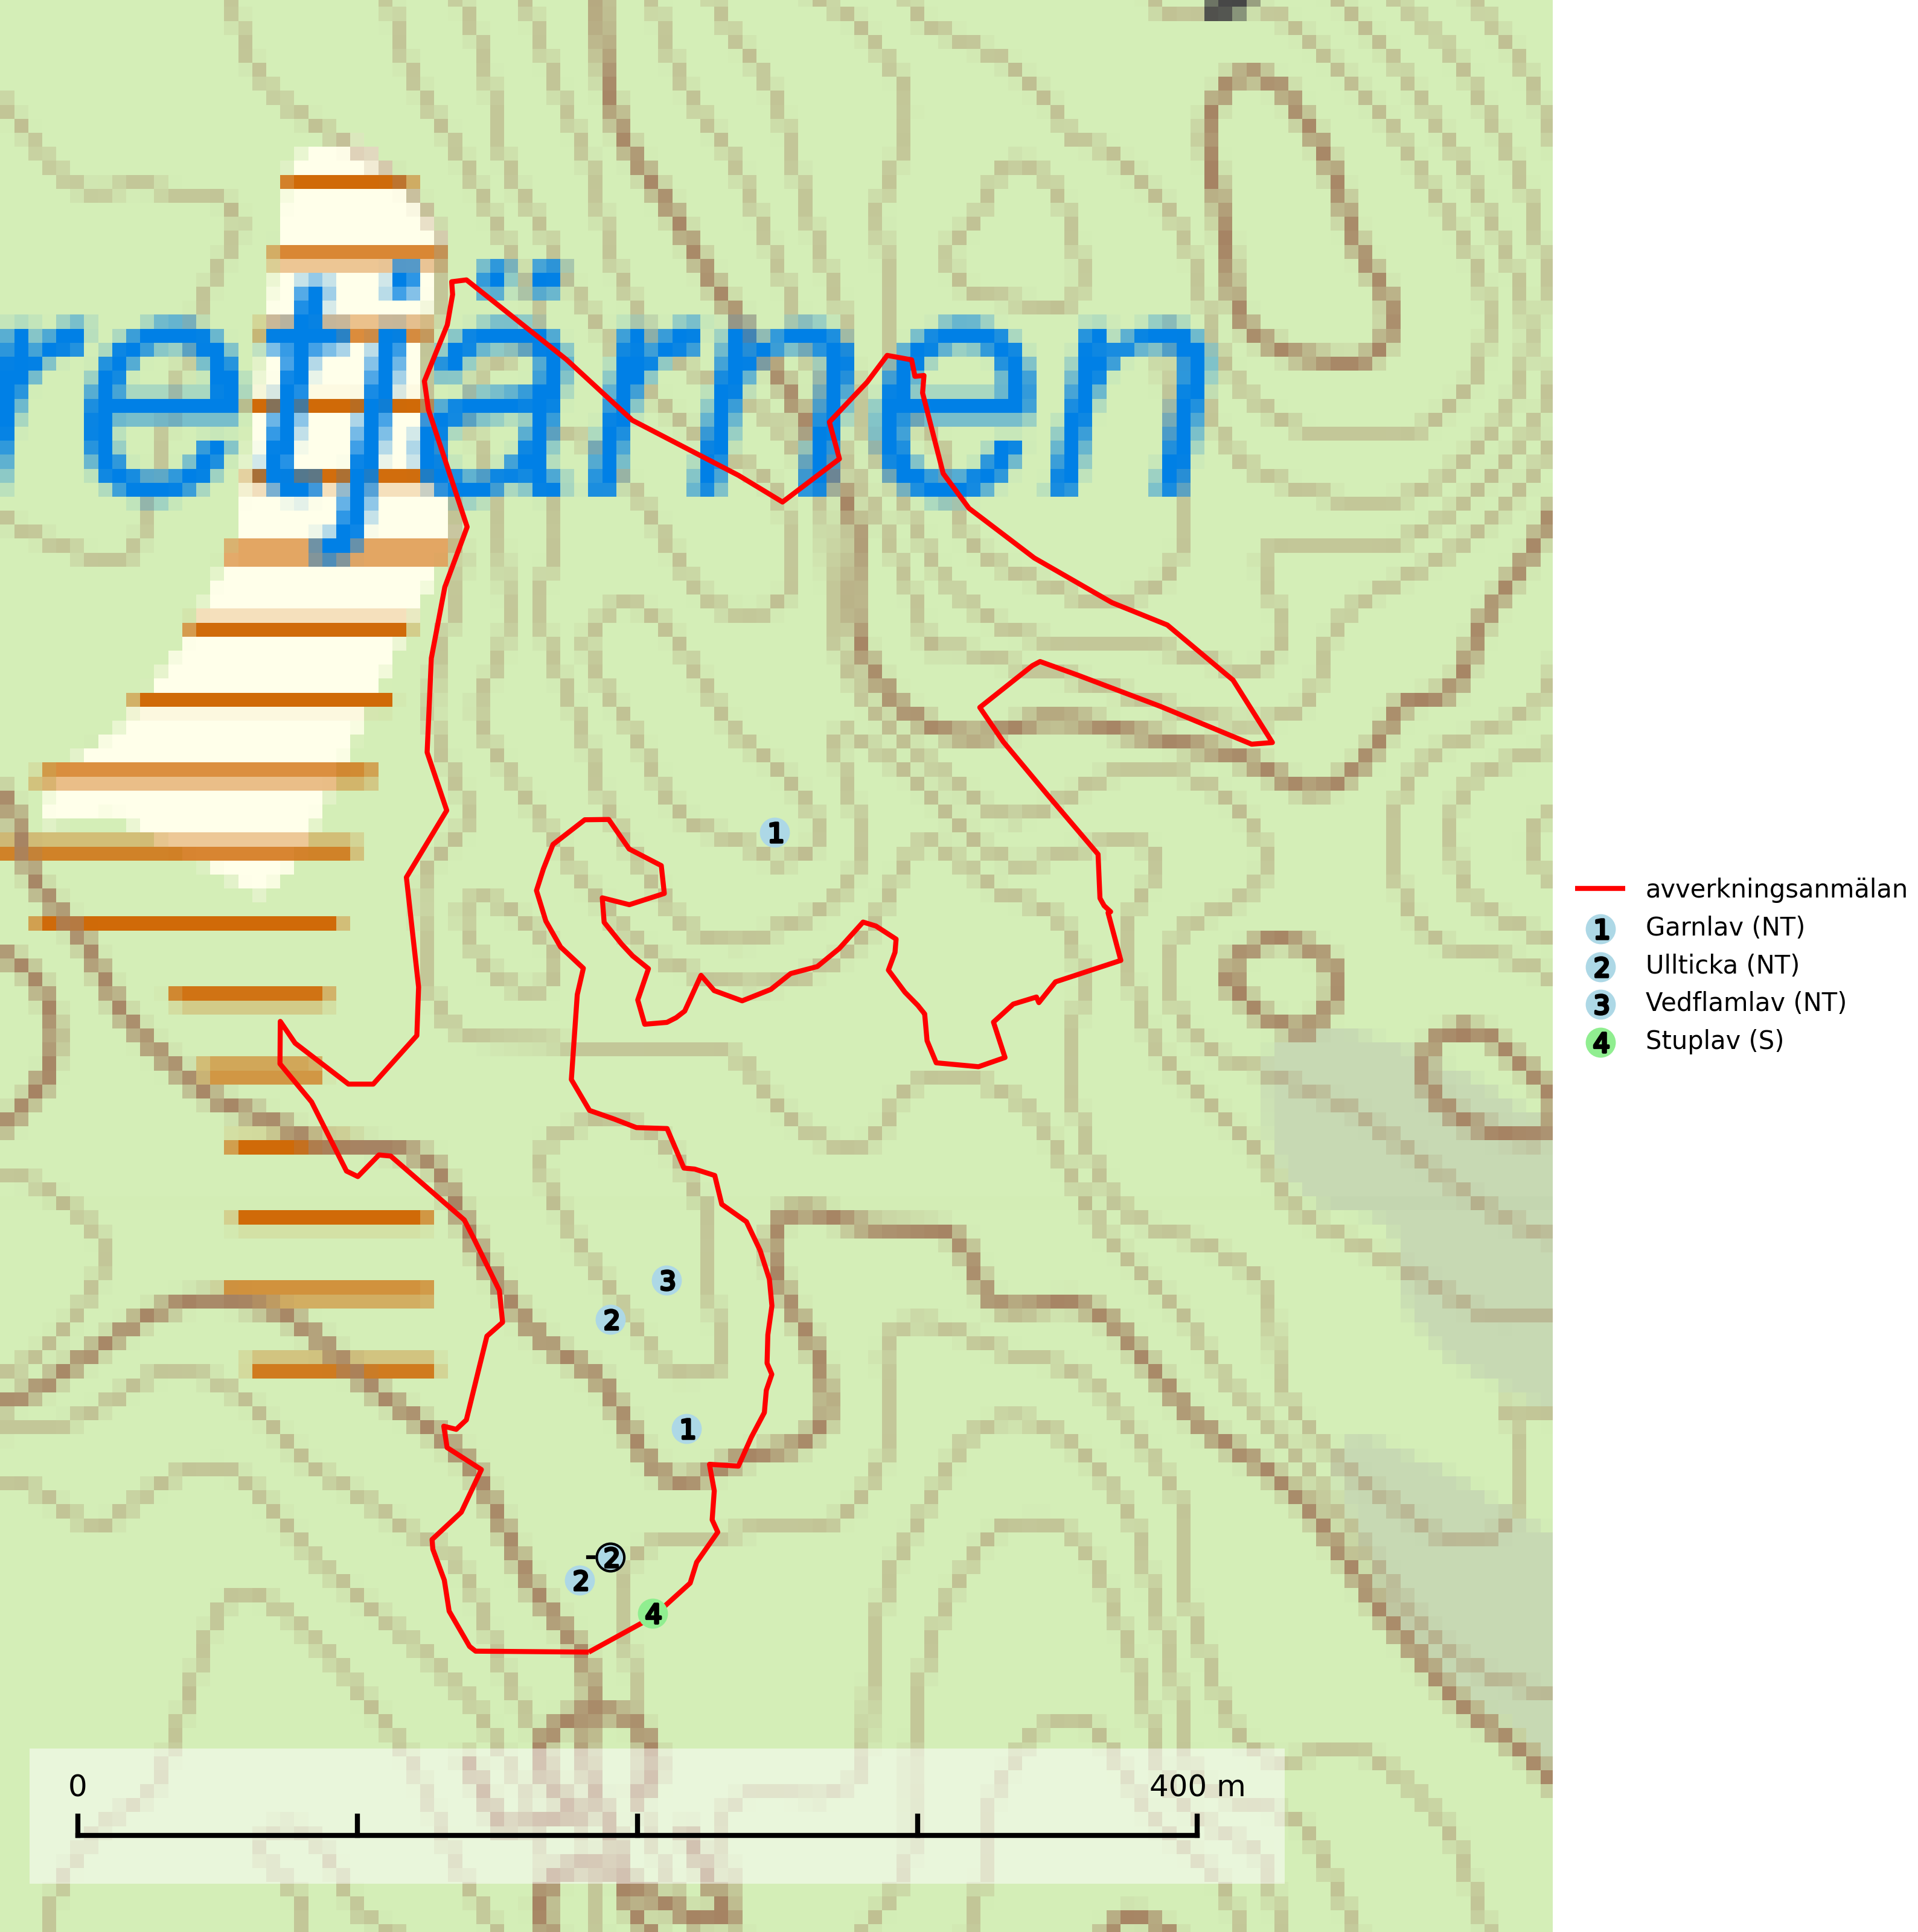 retjärnen
1
1
2
2
2
3
4
0 400 m
avverkningsanmälan
1 Garnlav (NT)
2 Ullticka (NT)
3 Vedflamlav (NT)
4 Stuplav (S)